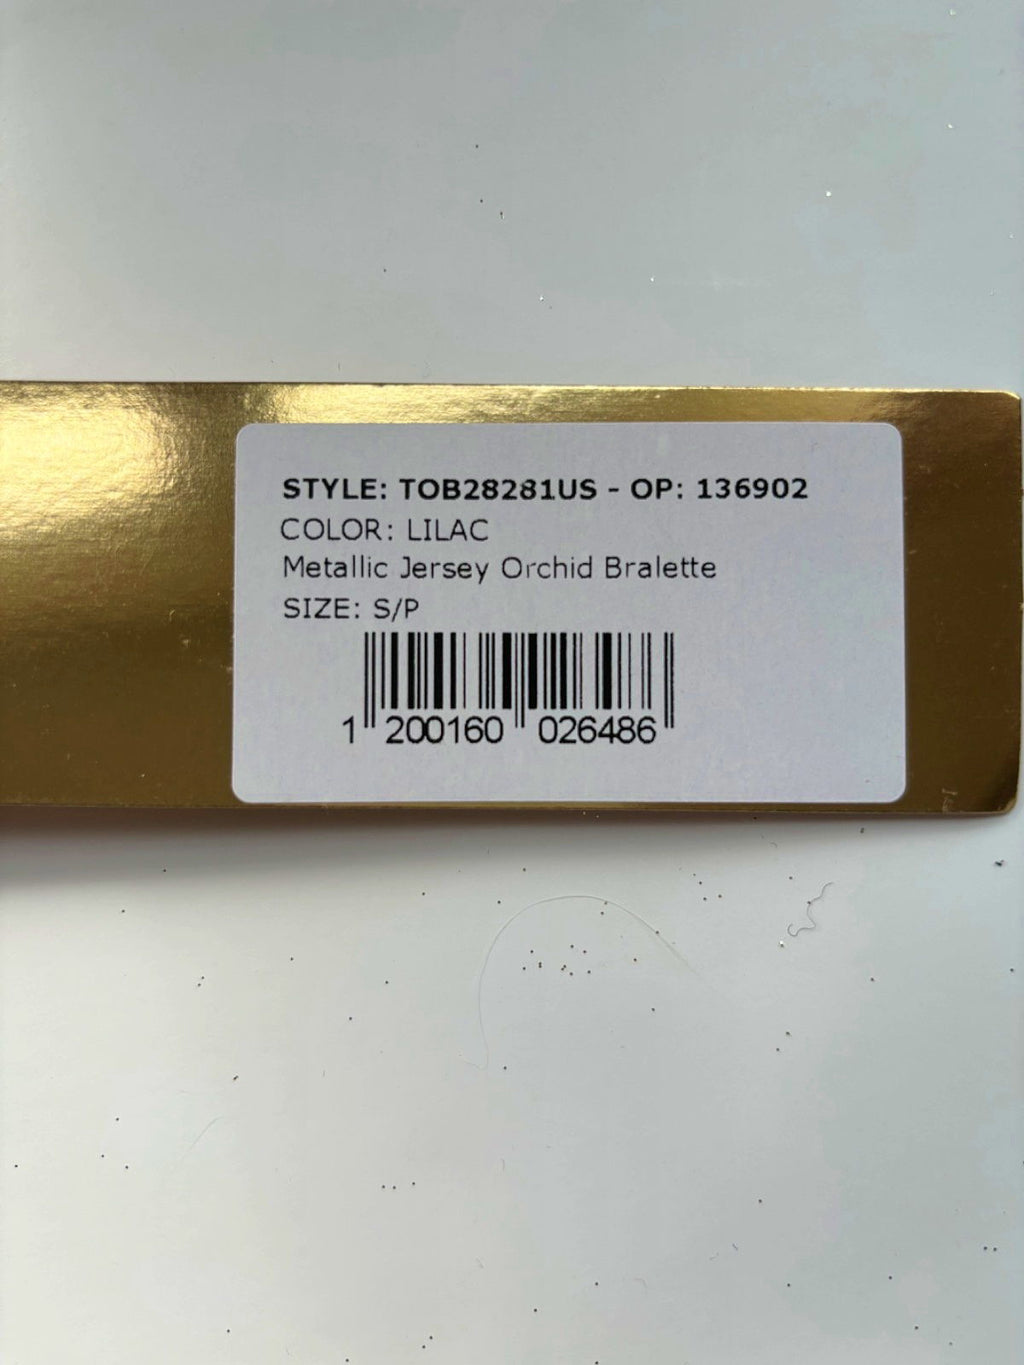 STYLE: TOB28281US - OP: 136902
COLOR: LILAC
Metallic Jersey Orchid Bralette
SIZE: S/P
1 200160 026486